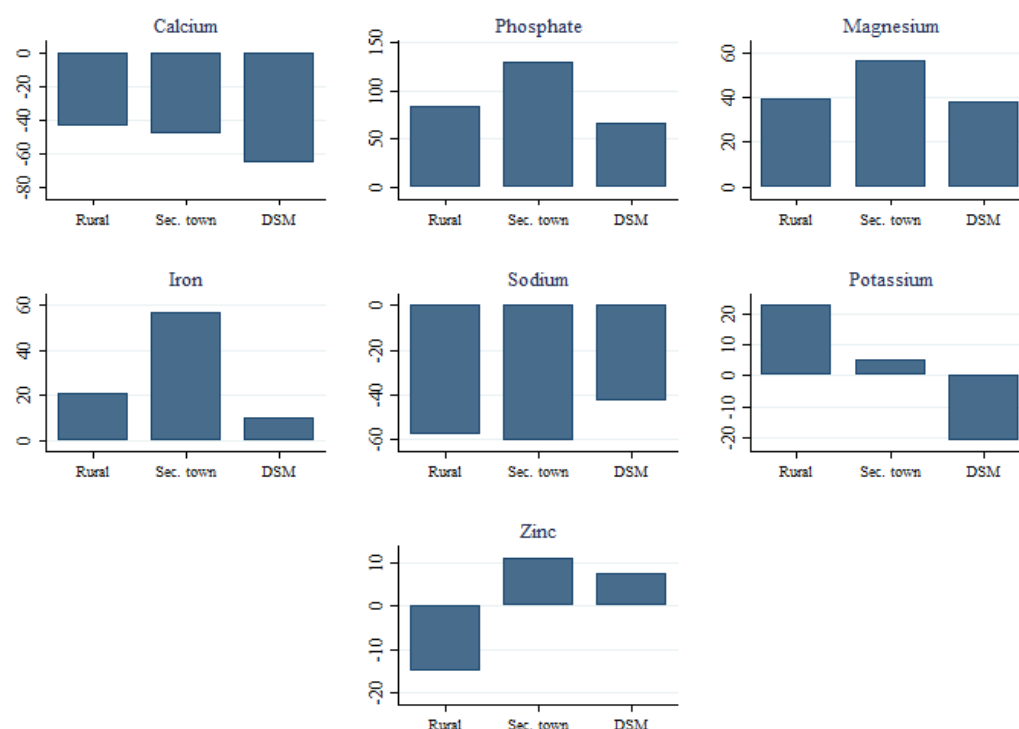 Calcium
0
-20
-40
-60
-80
Rural Sec. town DSM
Phosphate
150
100
50
0
Rural Sec. town DSM
Magnesium
60
40
20
0
Rural Sec. town DSM
Iron
60
40
20
0
Rural Sec. town DSM
Sodium
0
-20
-40
-60
Rural Sec. town DSM
Potassium
20
10
0
-10
-20
Rural Sec. town DSM
Zinc
10
0
-10
-20
Rural Sec. town DSM